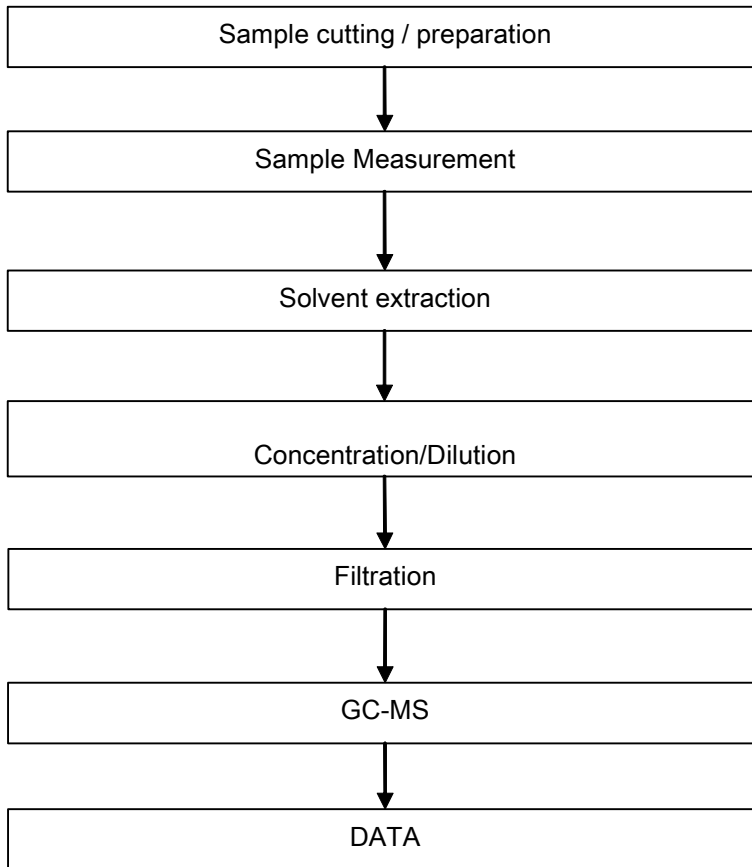 Sample cutting / preparation
Sample Measurement
Solvent extraction
Concentration/Dilution
Filtration
GC-MS
DATA